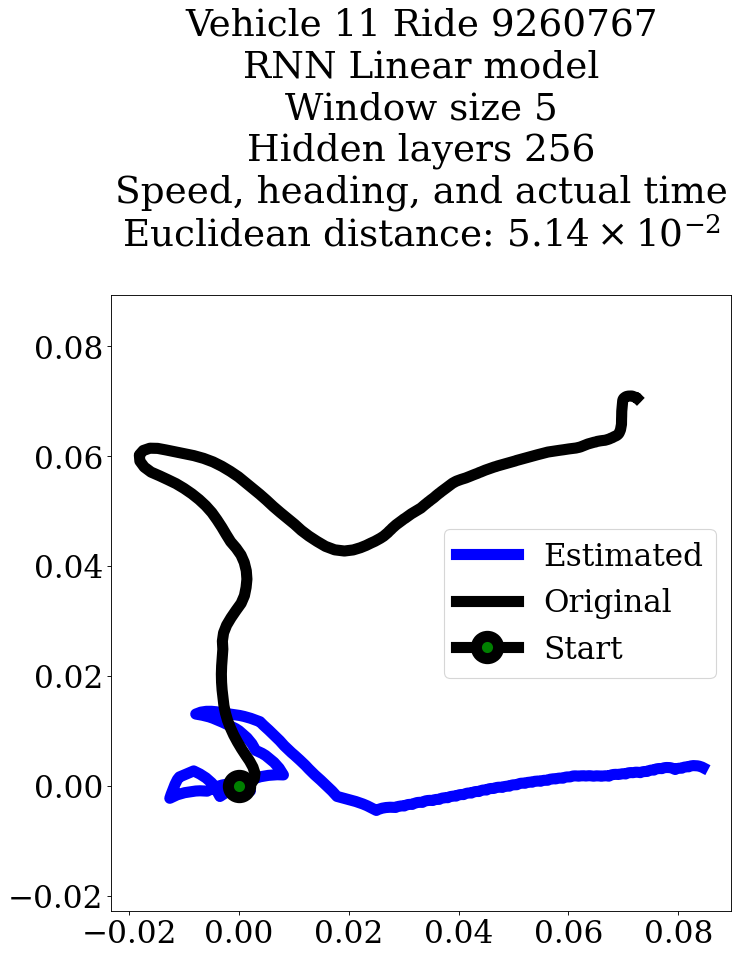 Vehicle 11 Ride 9260767
RNN Linear model
Window size 5
Hidden layers 256
Speed, heading, and actual time
Euclidean distance: 5.14 × 10⁻²
0.08
0.06
0.04
0.02
0.00
−0.02
Estimated
Original
Start
−0.02 0.00 0.02 0.04 0.06 0.08